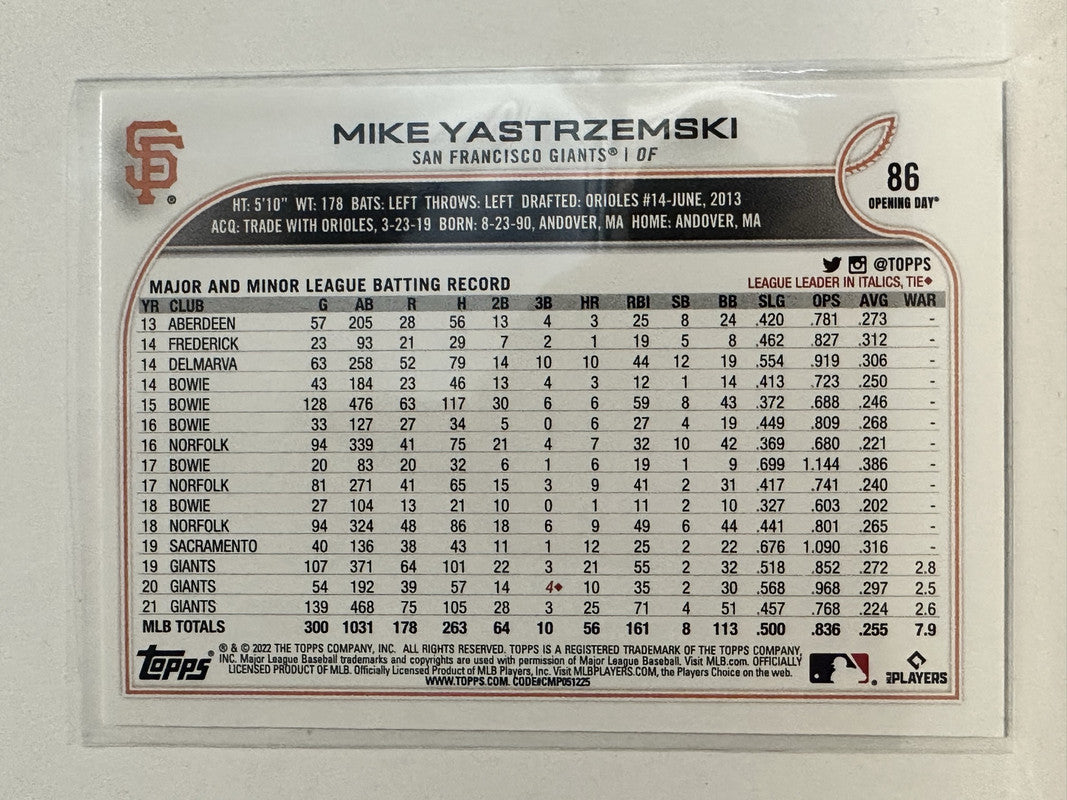 SF®
MIKE YASTRZEMSKI
SAN FRANCISCO GIANTS® | OF
86
OPENING DAY®
HT: 5'10" WT: 178 BATS: LEFT THROWS: LEFT DRAFTED: ORIOLES #14-JUNE, 2013
ACQ: TRADE WITH ORIOLES, 3-23-19 BORN: 8-23-90, ANDOVER, MA HOME: ANDOVER, MA
@TOPPS
MAJOR AND MINOR LEAGUE BATTING RECORD
LEAGUE LEADER IN ITALICS, TIE◆
YR CLUB G AB R H 2B 3B HR RBI SB BB SLG OPS AVG WAR
13 ABERDEEN 57 205 28 56 13 4 3 25 8 24 .420 .781 .273 -
14 FREDERICK 23 93 21 29 7 2 1 19 5 8 .462 .827 .312 -
14 DELMARVA 63 258 52 79 14 10 10 44 12 19 .554 .919 .306 -
14 BOWIE 43 184 23 46 13 4 3 12 1 14 .413 .723 .250 -
15 BOWIE 128 476 63 117 30 6 6 59 8 43 .372 .688 .246 -
16 BOWIE 33 127 27 34 5 0 6 27 4 19 .449 .809 .268 -
16 NORFOLK 94 339 41 75 21 4 7 32 10 42 .369 .680 .221 -
17 BOWIE 20 83 20 32 6 1 6 19 1 9 .699 1.144 .386 -
17 NORFOLK 81 271 41 65 15 3 9 41 2 31 .417 .741 .240 -
18 BOWIE 27 104 13 21 10 0 1 11 2 10 .327 .603 .202 -
18 NORFOLK 94 324 48 86 18 6 9 49 6 44 .441 .801 .265 -
19 SACRAMENTO 40 136 38 43 11 1 12 25 2 22 .676 1.090 .316 -
19 GIANTS 107 371 64 101 22 3 21 55 2 32 .518 .852 .272 2.8
20 GIANTS 54 192 39 57 14 4◆ 10 35 2 30 .568 .968 .297 2.5
21 GIANTS 139 468 75 105 28 3 25 71 4 51 .457 .768 .224 2.6
MLB TOTALS 300 1031 178 263 64 10 56 161 8 113 .500 .836 .255 7.9
Topps®
® & © 2022 THE TOPPS COMPANY, INC. ALL RIGHTS RESERVED. TOPPS IS A REGISTERED TRADEMARK OF THE TOPPS COMPANY,
INC. Major League Baseball trademarks and copyrights are used with permission of Major League Baseball. Visit MLB.com. OFFICIALLY
LICENSED PRODUCT OF MLB. Officially Licensed Product of MLB Players, Inc. Visit MLBPLAYERS.COM, the Players Choice on the web.
WWW.TOPPS.COM. CODE#CMP051225
MLB PLAYERS